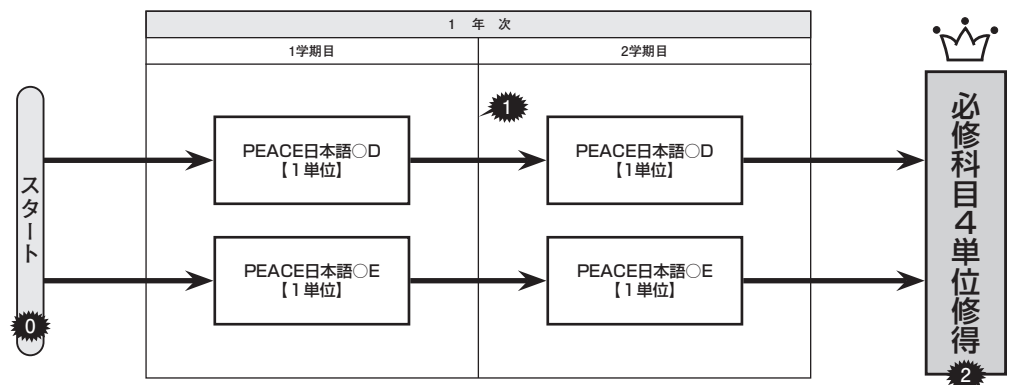 1 年 次
1学期目
2学期目
スタート
0
PEACE日本語○D
【1単位】
1
PEACE日本語○D
【1単位】
PEACE日本語○E
【1単位】
PEACE日本語○E
【1単位】
必修科目4単位修得
2